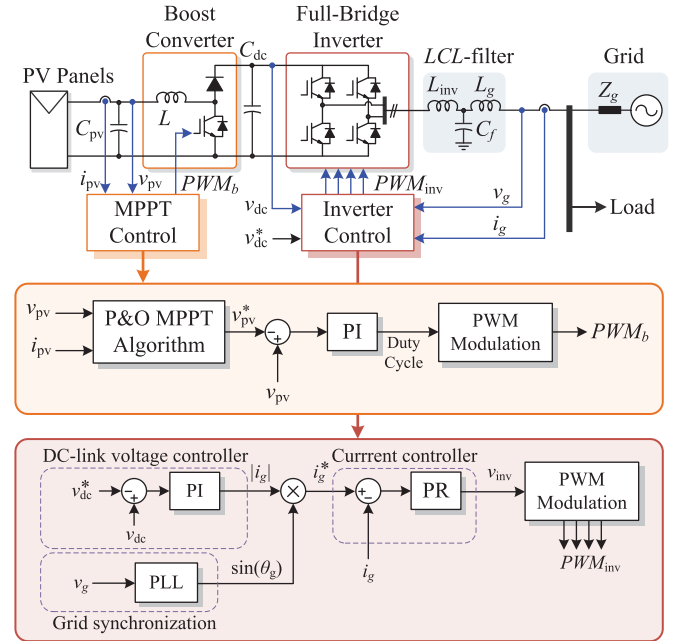 Boost
Converter
Full-Bridge
Inverter
LCL-filter
Grid
PV Panels
C_dc
L_inv
L_g
Z_g
L
C_pv
C_f
i_pv
v_pv
PWM_b
PWM_inv
v_g
v_dc
MPPT
Control
Inverter
Control
v*_dc
i_g
Load
v_pv
i_pv
P&O MPPT
Algorithm
v*_pv
− +
v_pv
PI
Duty
Cycle
PWM
Modulation
PWM_b
DC-link voltage controller
|i_g|
i_g*
Currrent controller
v*_dc
− +
PI
×
+ −
PR
v_inv
PWM
Modulation
v_dc
i_g
PWM_inv
v_g
PLL
sin(θ_g)
Grid synchronization